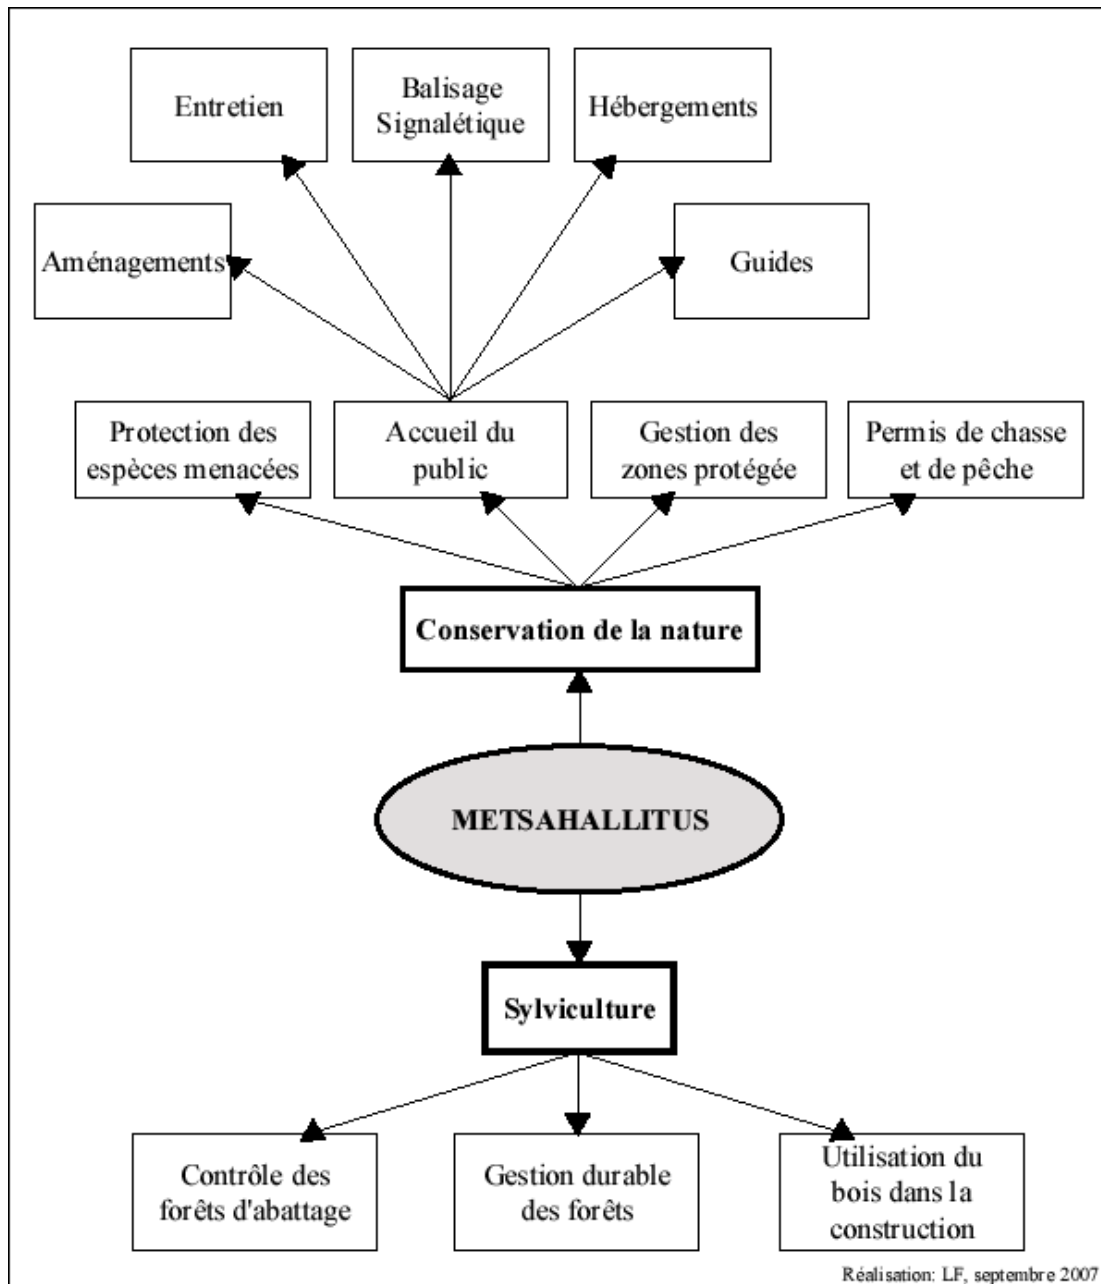 Entretien
Balisage
Signalétique
Hébergements
Aménagements
Guides
Protection des
espèces menacées
Accueil du
public
Gestion des
zones protégée
Permis de chasse
et de pêche
Conservation de la nature
METSAHALLITUS
Sylviculture
Contrôle des
forêts d'abattage
Gestion durable
des forêts
Utilisation du
bois dans la
construction
Réalisation: LF, septembre 2007